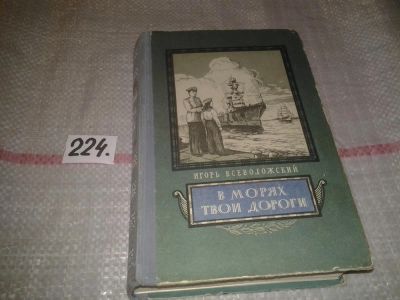 224.
ИГОРЬ ВСЕВОЛОЖСКИЙ
В МОРЯХ
ТВОИ ДОРОГИ